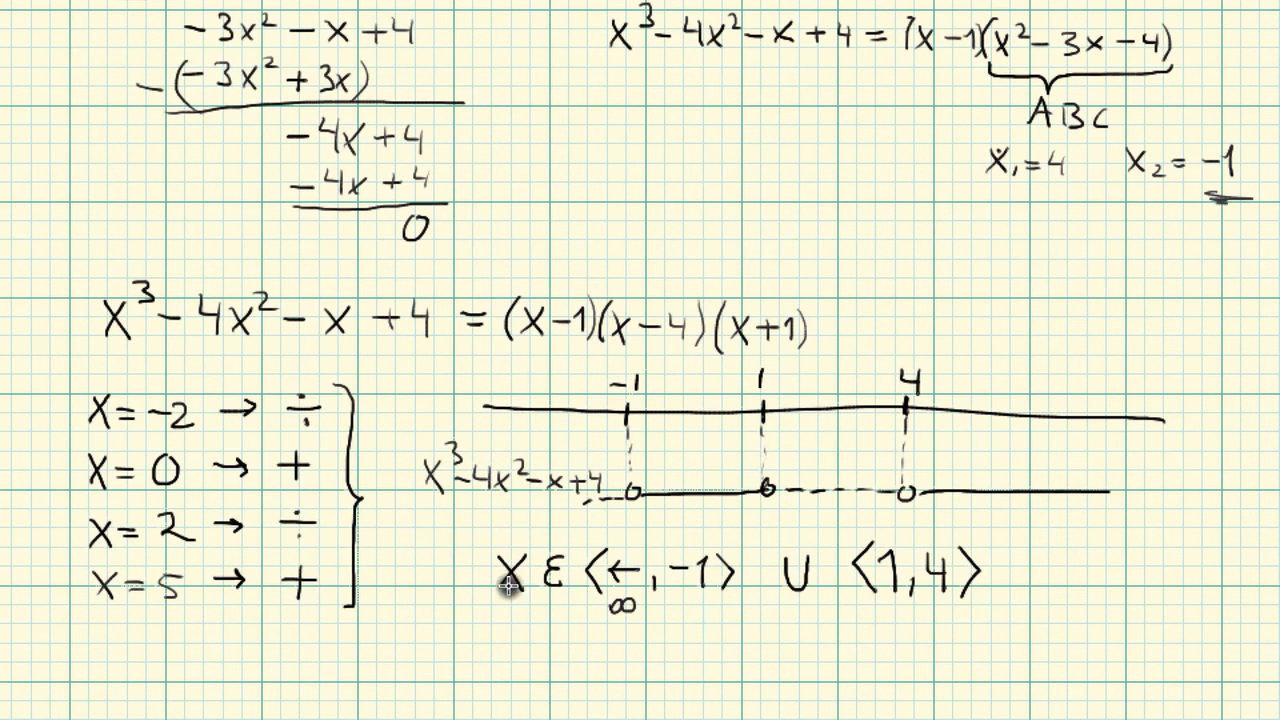 -3x² - x + 4
-(-3x² + 3x)
-4x + 4
-4x + 4
0
x³ - 4x² - x + 4 = (x - 1)(x² - 3x - 4)
ABC
x₁ = 4 x₂ = -1
x³ - 4x² - x + 4 = (x - 1)(x - 4)(x + 1)
x = -2 → ÷
x = 0 → +
x = 2 → ÷
x = 5 → +
-1 1 4
x³ - 4x² - x + 4
x ε ⟨←, -1⟩ ∪ ⟨1, 4⟩
∞